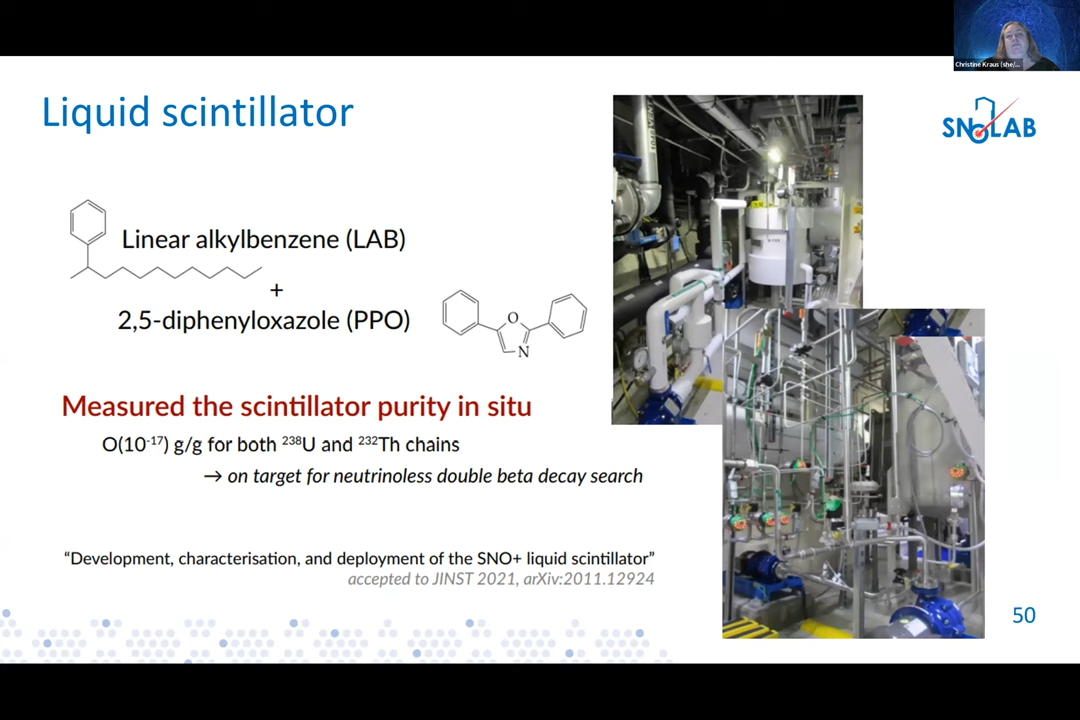 Christine Kraus (she/...
Liquid scintillator
SNOLAB
Linear alkylbenzene (LAB)
+
2,5-diphenyloxazole (PPO)
O
N
Measured the scintillator purity in situ
O(10⁻¹⁷) g/g for both ²³⁸U and ²³²Th chains
→ on target for neutrinoless double beta decay search
“Development, characterisation, and deployment of the SNO+ liquid scintillator”
accepted to JINST 2021, arXiv:2011.12924
50